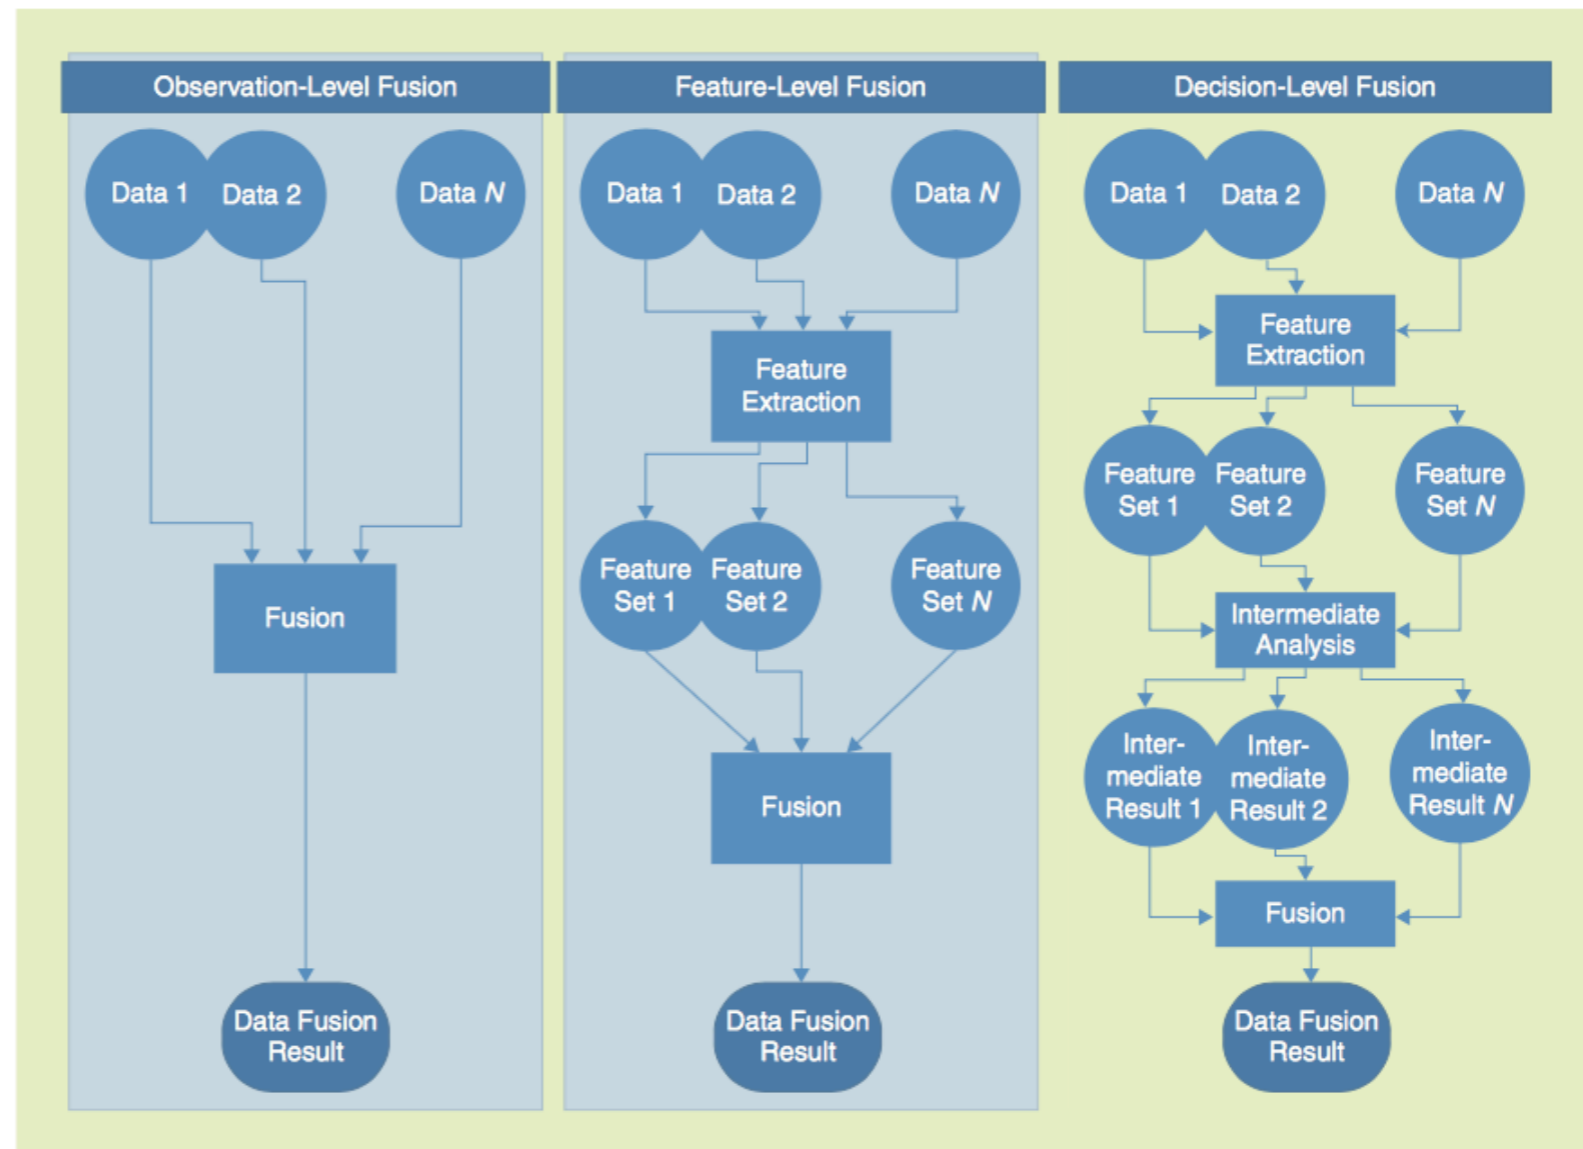 Observation-Level Fusion
Data 1
Data 2
Data N
Fusion
Data Fusion
Result
Feature-Level Fusion
Data 1
Data 2
Data N
Feature
Extraction
Feature
Set 1
Feature
Set 2
Feature
Set N
Fusion
Data Fusion
Result
Decision-Level Fusion
Data 1
Data 2
Data N
Feature
Extraction
Feature
Set 1
Feature
Set 2
Feature
Set N
Intermediate
Analysis
Inter-
mediate
Result 1
Inter-
mediate
Result 2
Inter-
mediate
Result N
Fusion
Data Fusion
Result